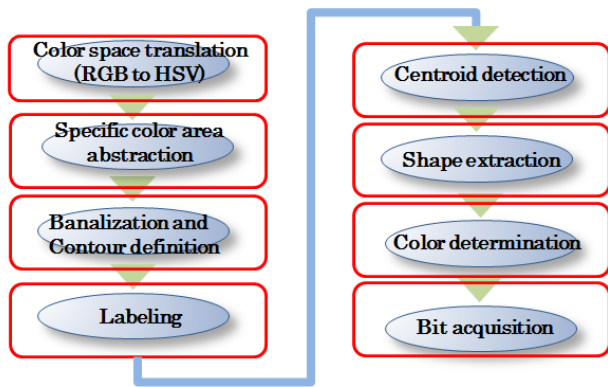 Color space translation
(RGB to HSV)
Specific color area
abstraction
Banalization and
Contour definition
Labeling
Centroid detection
Shape extraction
Color determination
Bit acquisition